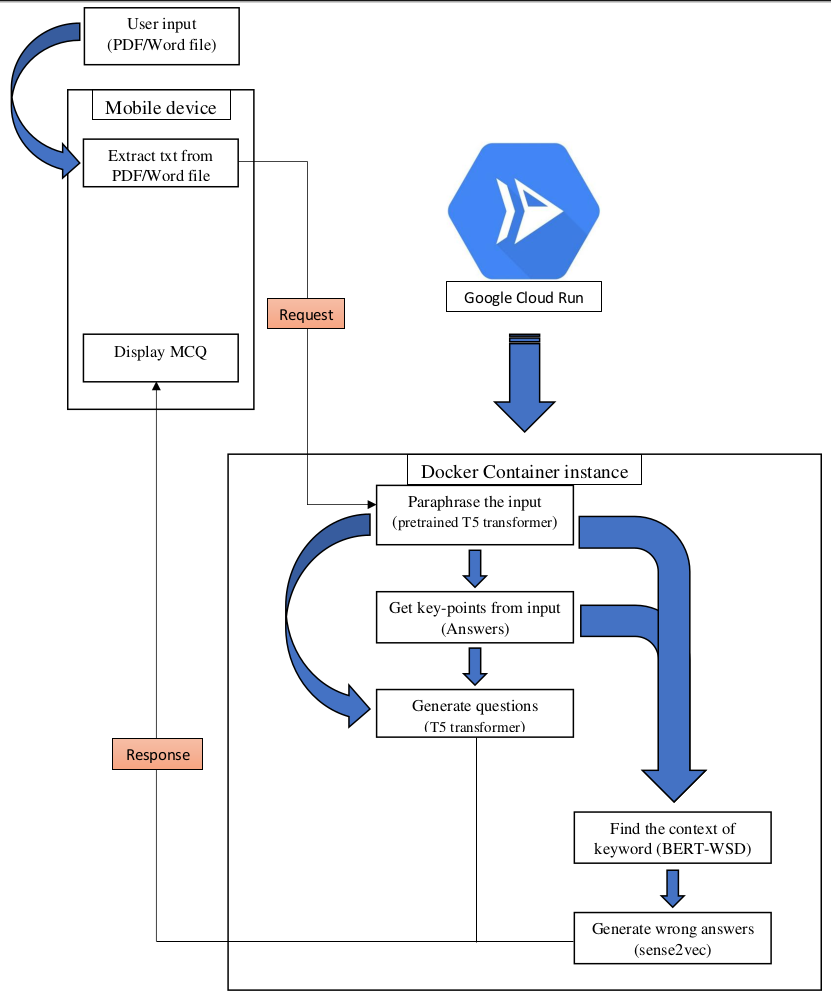 User input
(PDF/Word file)
Mobile device
Extract txt from
PDF/Word file
Request
Google Cloud Run
Display MCQ
Docker Container instance
Paraphrase the input
(pretrained T5 transformer)
Get key-points from input
(Answers)
Generate questions
(T5 transformer)
Response
Find the context of
keyword (BERT-WSD)
Generate wrong answers
(sense2vec)